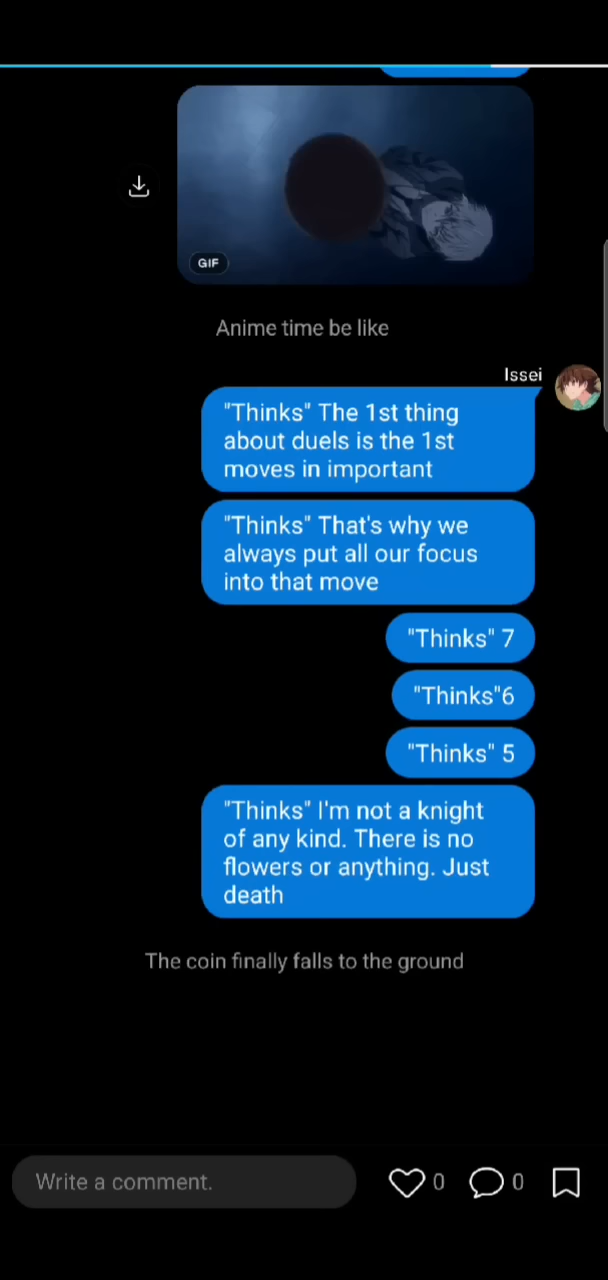 GIF
Anime time be like
Issei
"Thinks" The 1st thing
about duels is the 1st
moves in important
"Thinks" That's why we
always put all our focus
into that move
"Thinks" 7
"Thinks"6
"Thinks" 5
"Thinks" I'm not a knight
of any kind. There is no
flowers or anything. Just
death
The coin finally falls to the ground
Write a comment.
0
0